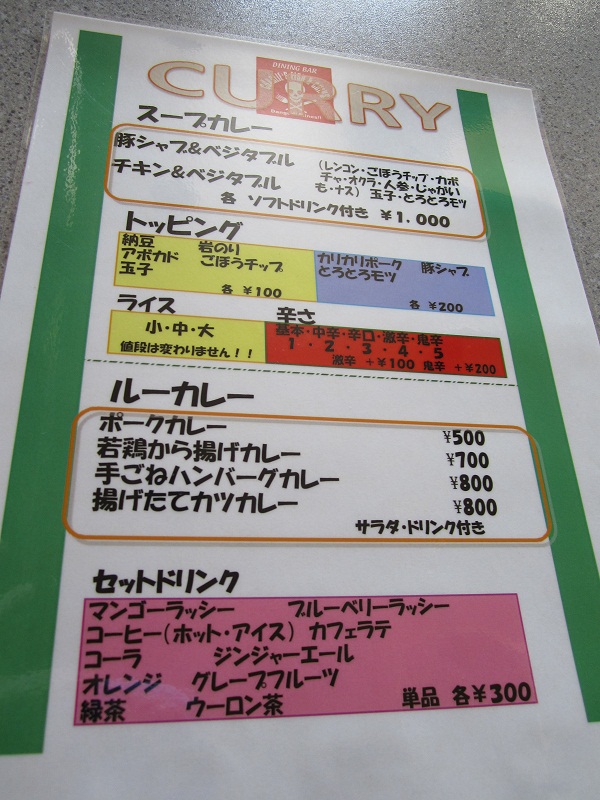 DINING BAR
CURRY
スープカレー
豚シャブ&ベジタブル
チキン&ベジタブル
(レンコン・ごぼうチップ・カボ
チャ・オクラ・人参・じゃがい
も・ナス) 玉子・とろとろモツ
各 ソフトドリンク付き ¥1.000
トッピング
納豆 岩のり
アボカド ごぼうチップ
玉子
各 ¥100
カリカリポーク 豚シャブ
とろとろモツ
各 ¥200
ライス
小・中・大
値段は変わりません!!
辛さ
基本・中辛・辛口・激辛・鬼辛
1・2・3・4・5
激辛 +¥100 鬼辛 +¥200
ルーカレー
ポークカレー ¥500
若鶏から揚げカレー ¥700
手ごねハンバーグカレー ¥800
揚げたてカツカレー ¥800
サラダ・ドリンク付き
セットドリンク
マンゴーラッシー ブルーベリーラッシー
コーヒー(ホット・アイス) カフェラテ
コーラ ジンジャーエール
オレンジ グレープフルーツ
緑茶 ウーロン茶 単品 各¥300